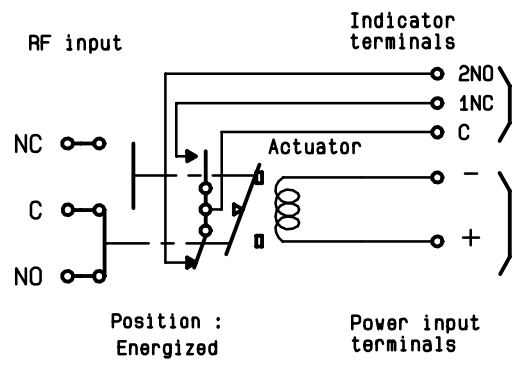 Indicator
RF input
terminals
2NO
1NC
C
Actuator
NC
-
C
+
NO
Position :
Energized
Power input
terminals